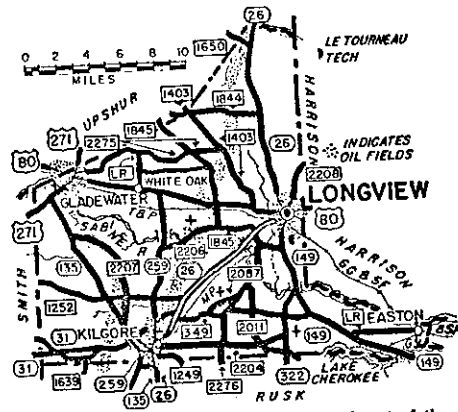 26
1650
0 2 4 6 8 10
MILES
LE TOURNEAU
TECH
HARRISON
1403
1844
UPSHUR
1845
271
2275
1403
26
INDICATES
OIL FIELDS
80
LR
WHITE OAK
2208
LONGVIEW
GLADEWATER
T&P
80
SABINE R
271
2206
1845
HARRISON
GC&SF
135
2207
259
26
2087
149
SMITH
1252
MP
KILGORE
349
2011
149
LR
EASTON
31
149
31
1639
259
135
26
1249
2276
2204
322
LAKE
CHEROKEE
RUSK